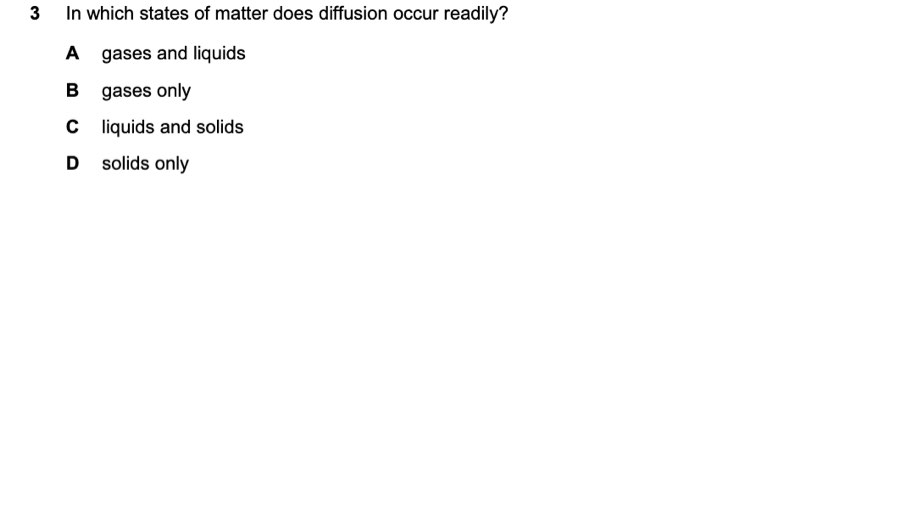 3 In which states of matter does diffusion occur readily?
A gases and liquids
B gases only
C liquids and solids
D solids only